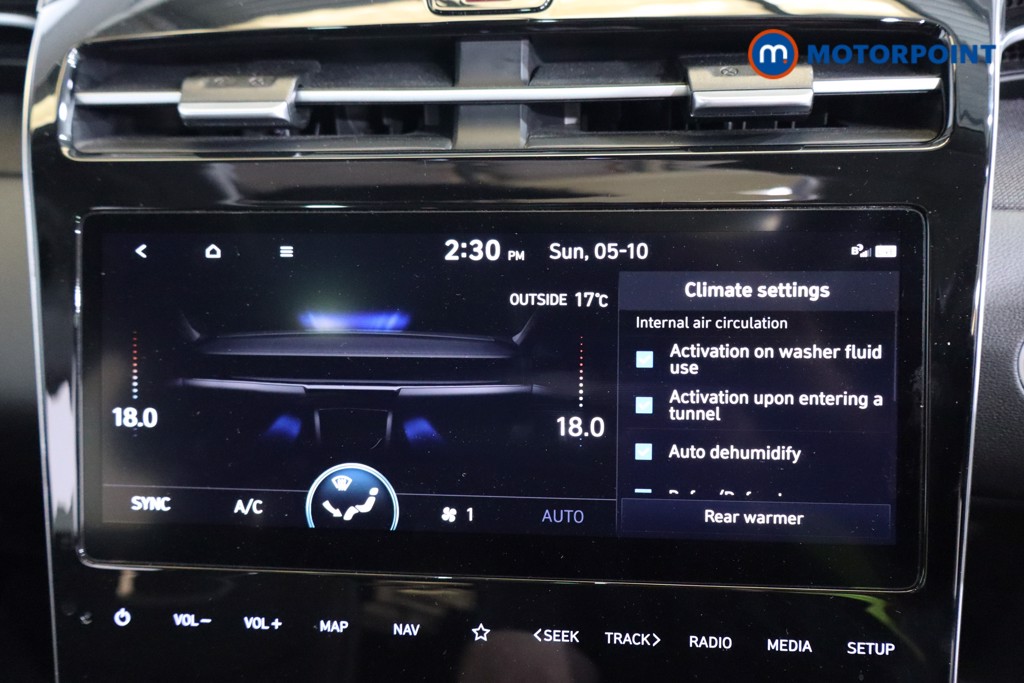 m MOTORPOINT
2:30 PM Sun, 05-10
OUTSIDE 17°C
Climate settings
Internal air circulation
Activation on washer fluid
use
Activation upon entering a
tunnel
Auto dehumidify
Rear warmer
18.0
18.0
SYNC A/C 1 AUTO
VOL- VOL+ MAP NAV <SEEK TRACK> RADIO MEDIA SETUP